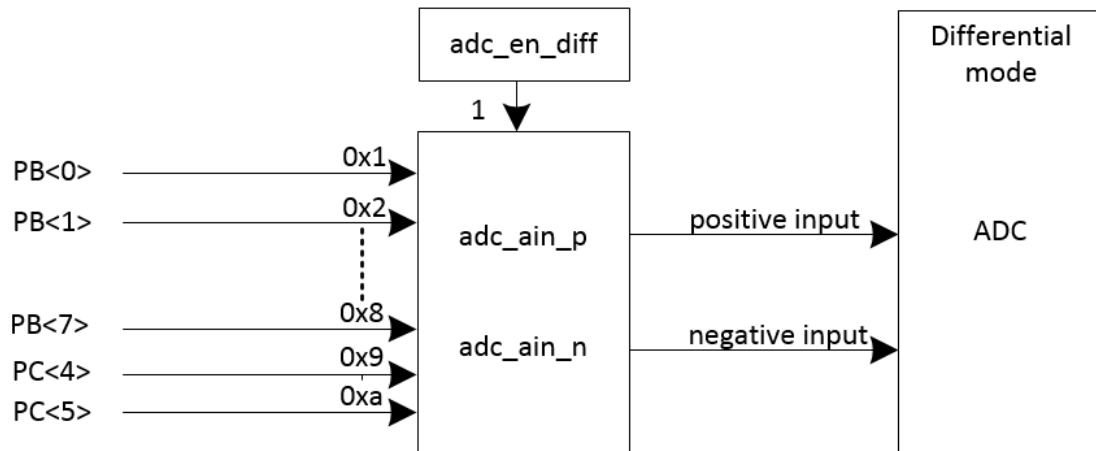 adc_en_diff
Differential
mode
1
PB<0>
0x1
PB<1>
0x2
adc_ain_p
positive input
ADC
PB<7>
0x8
adc_ain_n
negative input
PC<4>
0x9
PC<5>
0xa